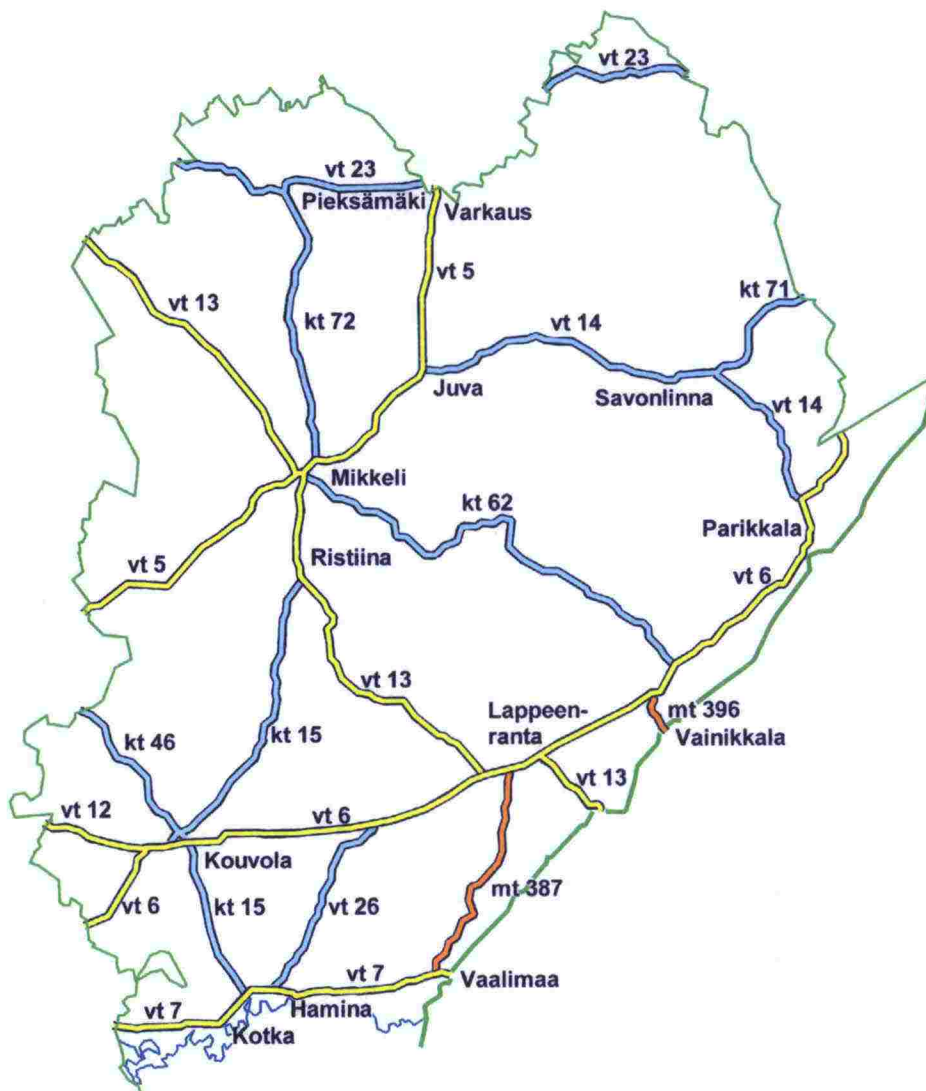 vt 23
vt 23
Pieksämäki
Varkaus
vt 5
vt 13
kt 71
kt 72
vt 14
Juva
Savonlinna
vt 14
Mikkeli
kt 62
Parikkala
Ristiina
vt 5
vt 6
vt 13
Lappeen-
ranta
mt 396
Vainikkala
kt 46
kt 15
vt 13
vt 12
vt 6
Kouvola
mt 387
vt 6
kt 15
vt 26
vt 7
Vaalimaa
vt 7
Hamina
Kotka